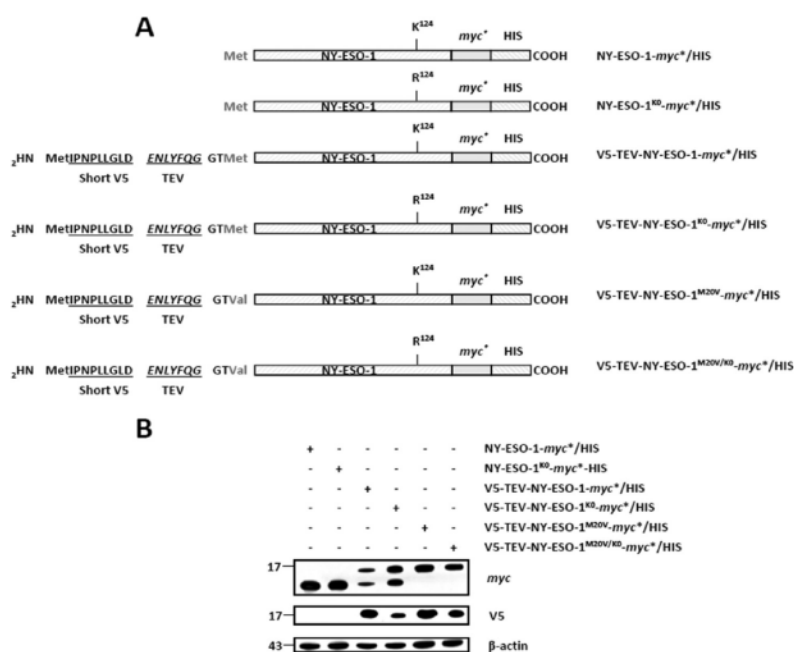 A
K124
myc* HIS
Met NY-ESO-1 COOH NY-ESO-1-myc*/HIS
R124
myc* HIS
Met NY-ESO-1 COOH NY-ESO-1K0-myc*/HIS
K124
myc* HIS
2HN MetIPNPLLGLD ENLYFQG GTMet NY-ESO-1 COOH V5-TEV-NY-ESO-1-myc*/HIS
Short V5 TEV
R124
myc* HIS
2HN MetIPNPLLGLD ENLYFQG GTMet NY-ESO-1 COOH V5-TEV-NY-ESO-1K0-myc*/HIS
Short V5 TEV
K124
myc* HIS
2HN MetIPNPLLGLD ENLYFQG GTVal NY-ESO-1 COOH V5-TEV-NY-ESO-1M20V-myc*/HIS
Short V5 TEV
R124
myc* HIS
2HN MetIPNPLLGLD ENLYFQG GTVal NY-ESO-1 COOH V5-TEV-NY-ESO-1M20V/K0-myc*/HIS
Short V5 TEV
B
+ - - - - - NY-ESO-1-myc*/HIS
- + - - - - NY-ESO-1K0-myc*-HIS
- - + - - - V5-TEV-NY-ESO-1-myc*/HIS
- - - + - - V5-TEV-NY-ESO-1K0-myc*/HIS
- - - - + - V5-TEV-NY-ESO-1M20V-myc*/HIS
- - - - - + V5-TEV-NY-ESO-1M20V/K0-myc*/HIS
17 myc
17 V5
43 β-actin